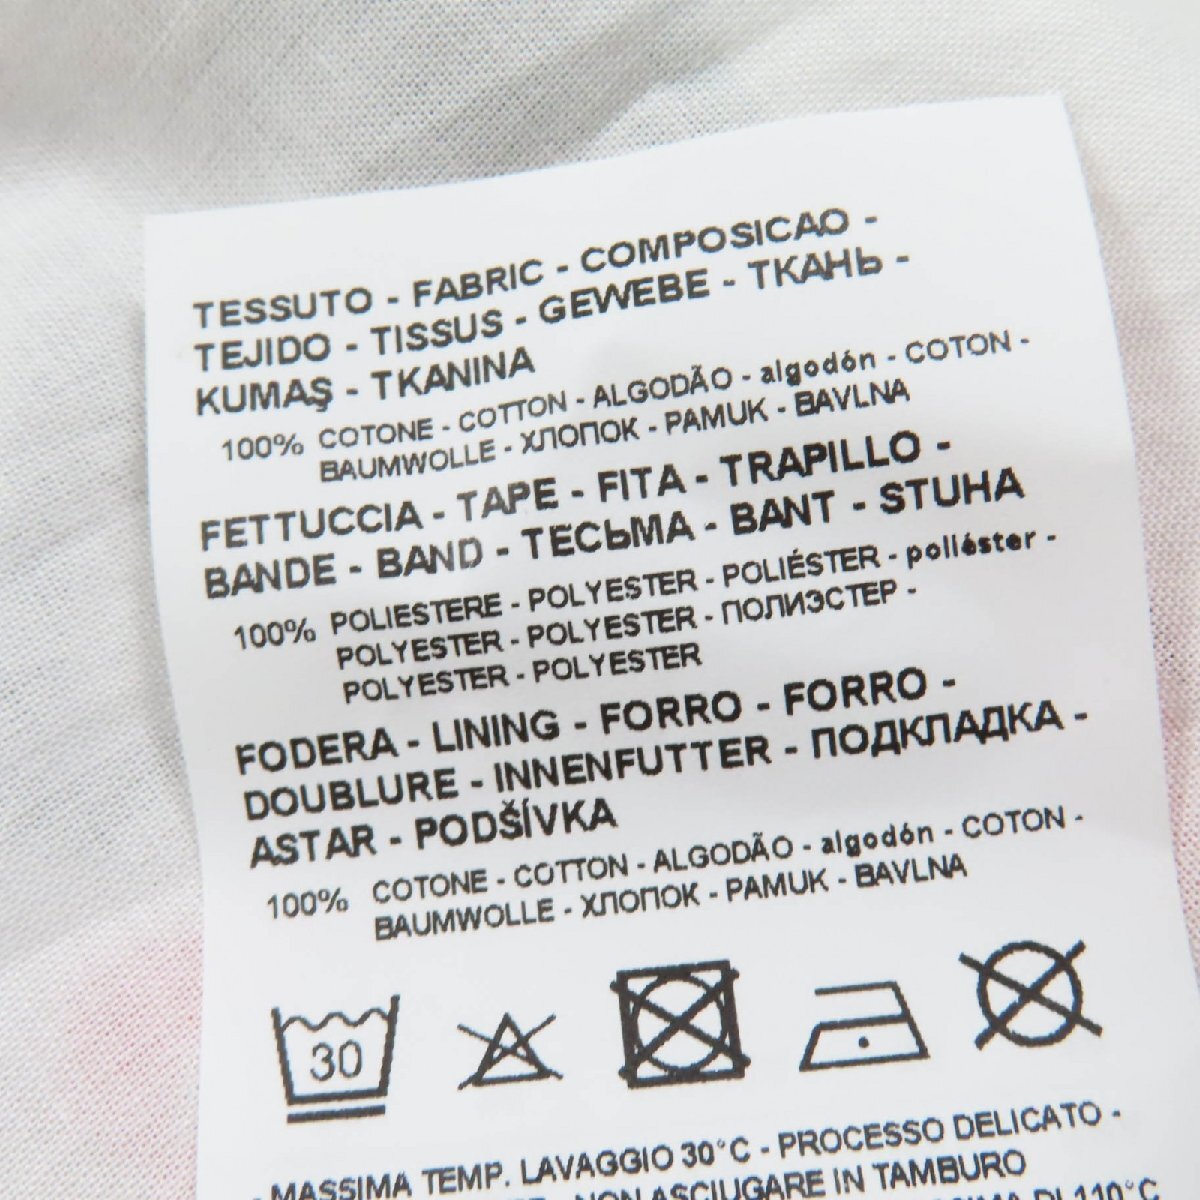 TESSUTO - FABRIC - COMPOSICAO -
TEJIDO - TISSUS - GEWEBE - ТКАНЬ -
KUMAŞ - TKANINA
100% COTONE - COTTON - ALGODÃO - algodón - COTON -
BAUMWOLLE - ХЛОПОК - PAMUK - BAVLNA
FETTUCCIA - TAPE - FITA - TRAPILLO -
BANDE - BAND - ТЕСЬМА - BANT - STUHA
100% POLIESTERE - POLYESTER - POLIÉSTER - poliéster -
POLYESTER - POLYESTER - ПОЛИЭСТЕР -
POLYESTER - POLYESTER
FODERA - LINING - FORRO - FORRO -
DOUBLURE - INNENFUTTER - ПОДКЛАДКА -
ASTAR - PODŠÍVKA
100% COTONE - COTTON - ALGODÃO - algodón - COTON -
BAUMWOLLE - ХЛОПОК - PAMUK - BAVLNA
30
- MASSIMA TEMP. LAVAGGIO 30°C - PROCESSO DELICATO -
- NON ASCIUGARE IN TAMBURO
DI 110°C